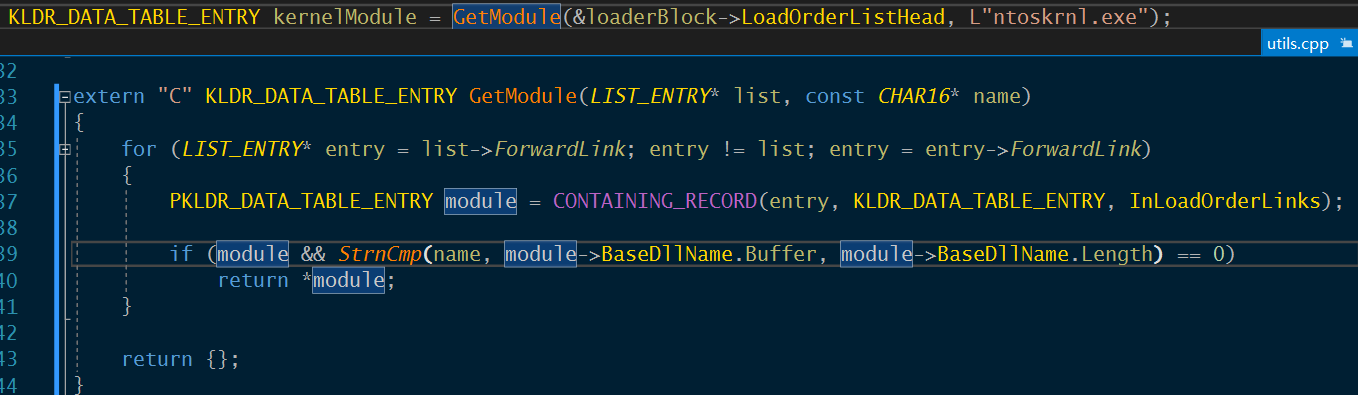 KLDR_DATA_TABLE_ENTRY kernelModule = GetModule(&loaderBlock->LoadOrderListHead, L"ntoskrnl.exe");
utils.cpp
32
33 extern "C" KLDR_DATA_TABLE_ENTRY GetModule(LIST_ENTRY* list, const CHAR16* name)
34 {
35 for (LIST_ENTRY* entry = list->ForwardLink; entry != list; entry = entry->ForwardLink)
36 {
37 PKLDR_DATA_TABLE_ENTRY module = CONTAINING_RECORD(entry, KLDR_DATA_TABLE_ENTRY, InLoadOrderLinks);
38
39 if (module && StrnCmp(name, module->BaseDllName.Buffer, module->BaseDllName.Length) == 0)
40 return *module;
41 }
42
43 return {};
44 }